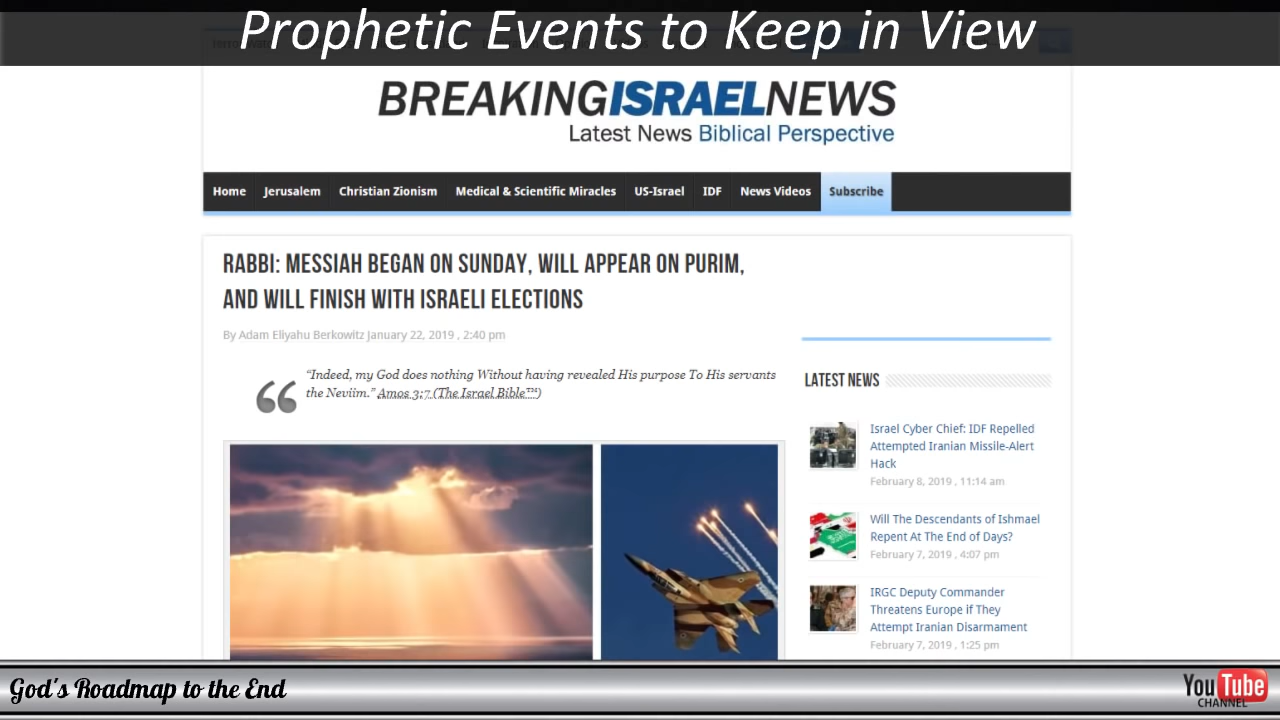 Prophetic Events to Keep in View
BREAKINGISRAELNEWS
Latest News Biblical Perspective
Home Jerusalem Christian Zionism Medical & Scientific Miracles US-Israel IDF News Videos Subscribe
RABBI: MESSIAH BEGAN ON SUNDAY, WILL APPEAR ON PURIM,
AND WILL FINISH WITH ISRAELI ELECTIONS
By Adam Eliyahu Berkowitz January 22, 2019 , 2:40 pm
“Indeed, my God does nothing Without having revealed His purpose To His servants
the Neviim.” Amos 3:7 (The Israel Bible™)
LATEST NEWS
Israel Cyber Chief: IDF Repelled
Attempted Iranian Missile-Alert
Hack
February 8, 2019 , 11:14 am
Will The Descendants of Ishmael
Repent At The End of Days?
February 7, 2019 , 4:07 pm
IRGC Deputy Commander
Threatens Europe if They
Attempt Iranian Disarmament
February 7, 2019 , 1:25 pm
God's Roadmap to the End
YouTube
CHANNEL